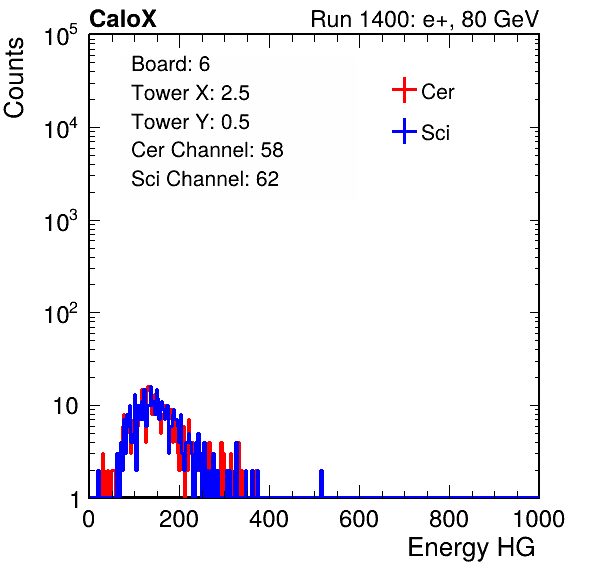 CaloX Run 1400: e+, 80 GeV
Counts
Board: 6
Tower X: 2.5
Tower Y: 0.5
Cer Channel: 58
Sci Channel: 62
Cer
Sci
10^5
10^4
10^3
10^2
10
1
0 200 400 600 800 1000
Energy HG